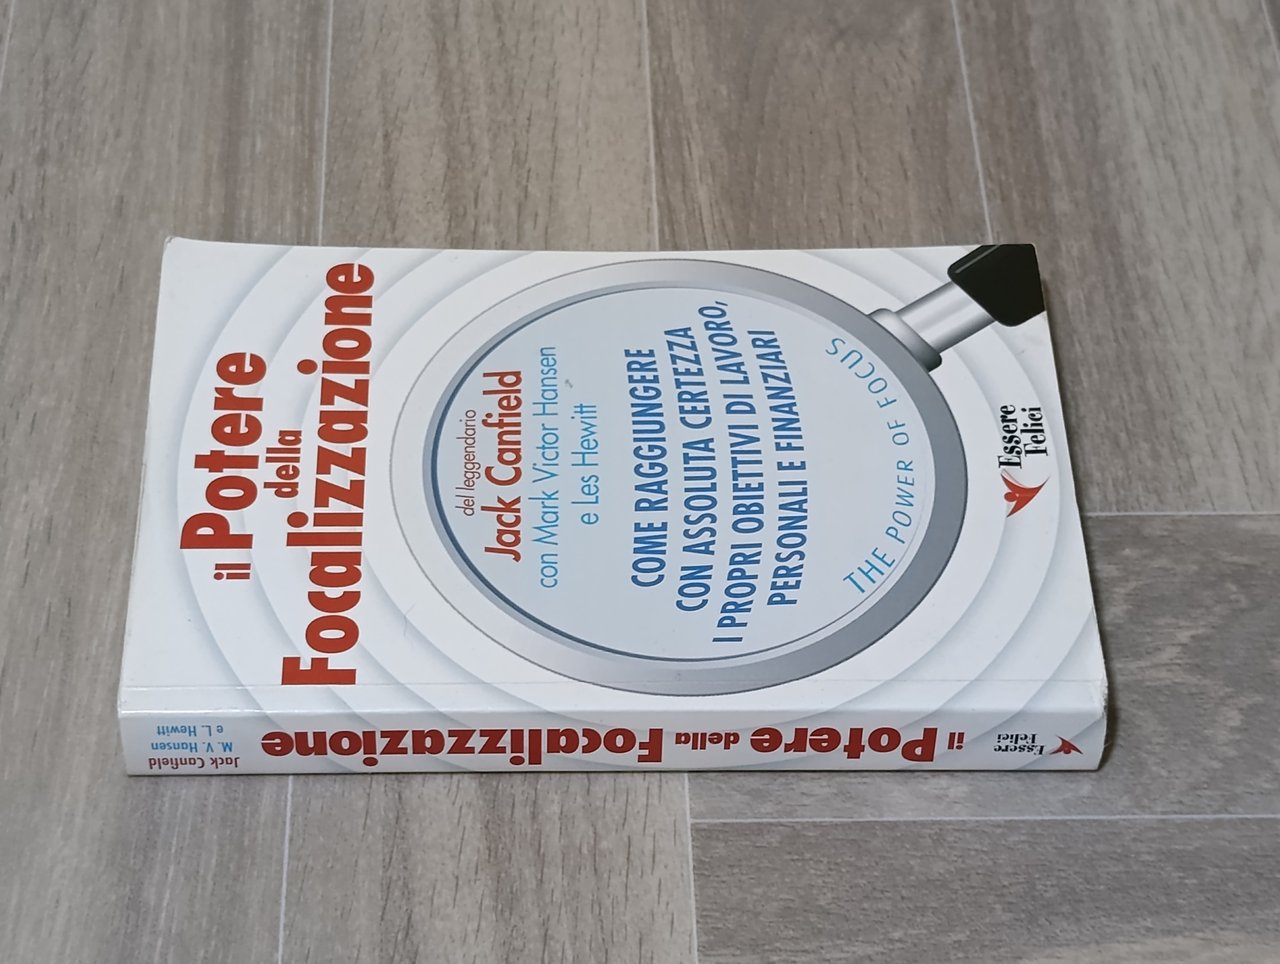 il Potere
della
Focalizzazione
del leggendario
Jack Canfield
con Mark Victor Hansen
e Les Hewitt
COME RAGGIUNGERE
CON ASSOLUTA CERTEZZA
I PROPRI OBIETTIVI DI LAVORO,
PERSONALI E FINANZIARI
THE POWER OF FOCUS
Essere
Felici
Jack Canfield
M. V. Hansen
e L. Hewitt
il Potere della Focalizzazione
Essere
Felici